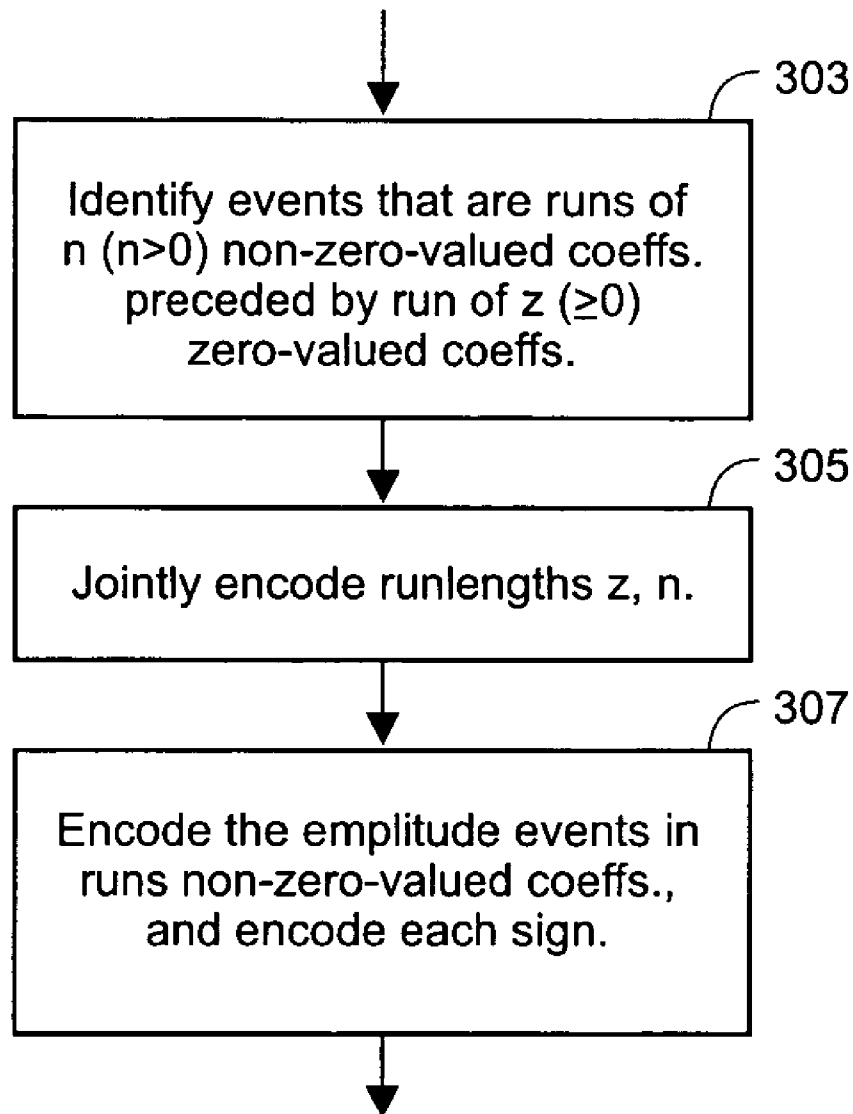 303
Identify events that are runs of
n (n>0) non-zero-valued coeffs.
preceded by run of z (≥0)
zero-valued coeffs.
305
Jointly encode runlengths z, n.
307
Encode the emplitude events in
runs non-zero-valued coeffs.,
and encode each sign.